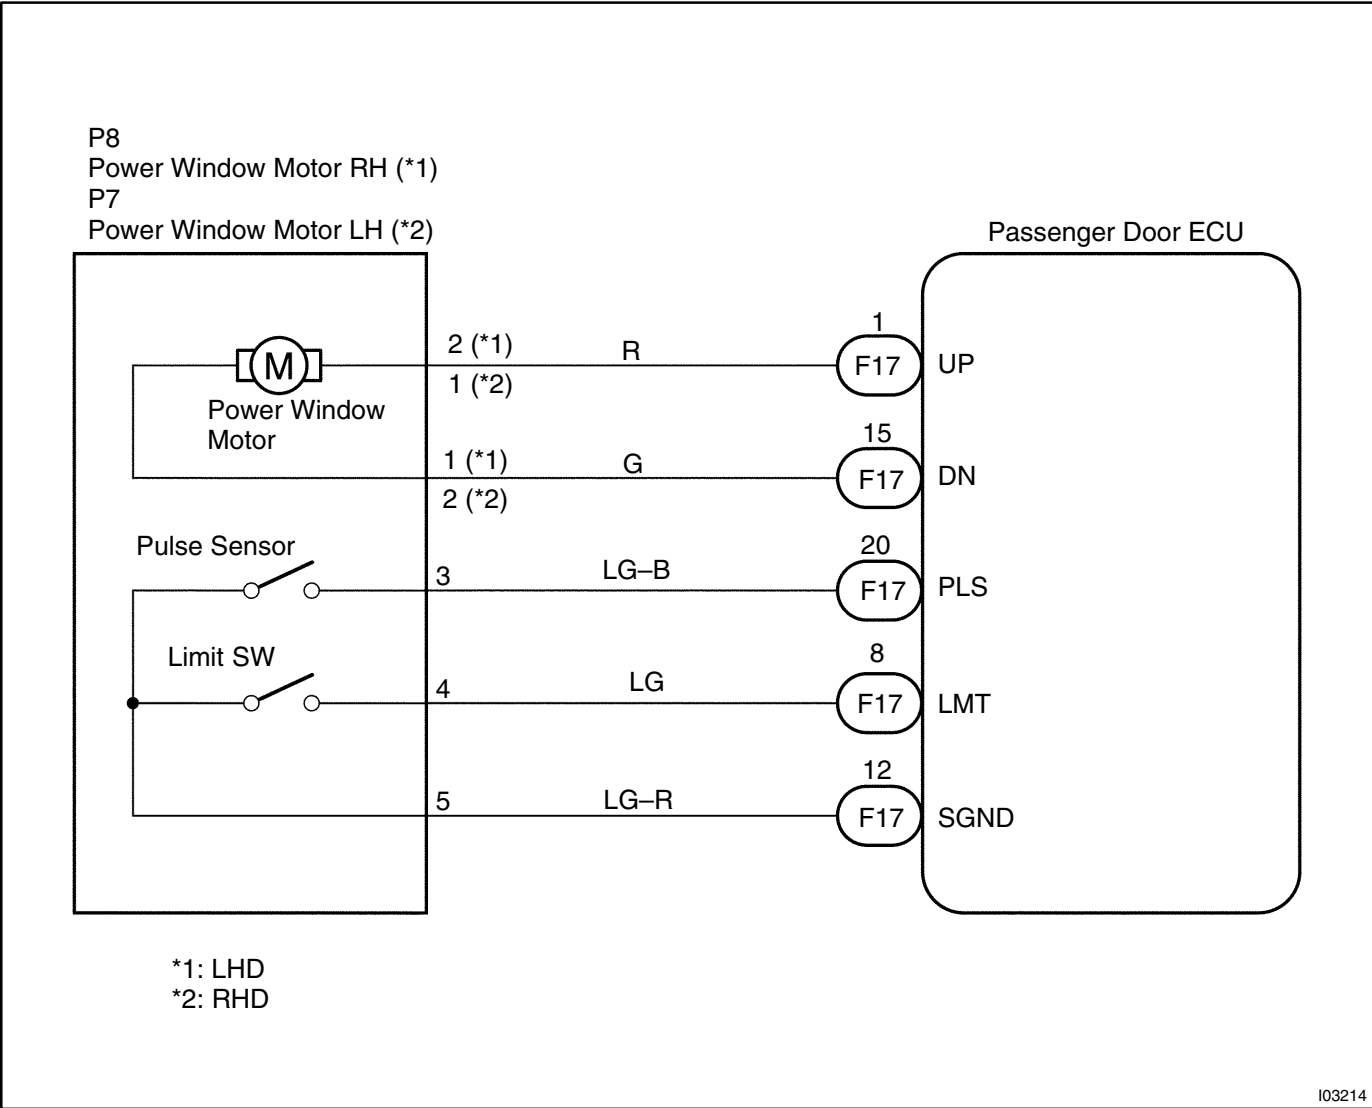 P8
Power Window Motor RH (*1)
P7
Power Window Motor LH (*2)
Passenger Door ECU
M
Power Window
Motor
2 (*1)
1 (*2)
R
1
F17
UP
1 (*1)
2 (*2)
G
15
F17
DN
Pulse Sensor
3
LG–B
20
F17
PLS
Limit SW
4
LG
8
F17
LMT
5
LG–R
12
F17
SGND
*1: LHD
*2: RHD
I03214